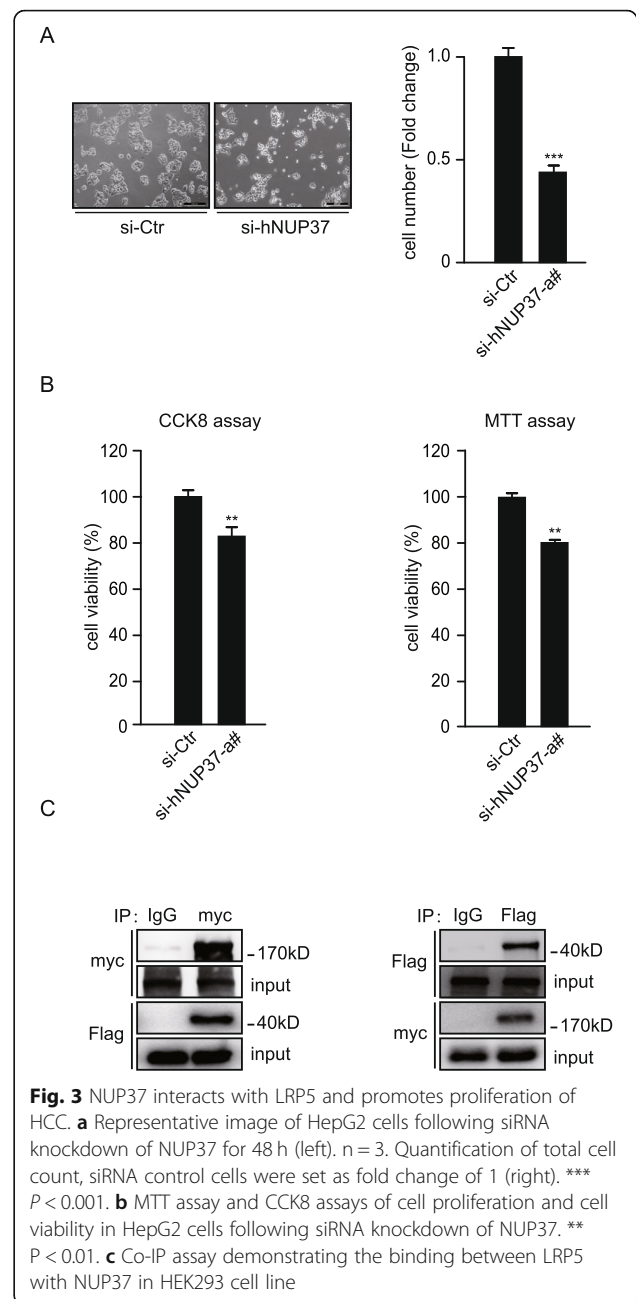 A
si-Ctr
si-hNUP37
cell number (Fold change)
1.0
0.5
0
***
si-Ctr
si-hNUP37-a#
B
CCK8 assay
cell viability (%)
120
100
80
60
40
20
0
**
si-Ctr
si-hNUP37-a#
MTT assay
cell viability (%)
120
100
80
60
40
20
0
**
si-Ctr
si-hNUP37-a#
C
IP: IgG myc
myc -170kD
input
Flag -40kD
input
IP: IgG Flag
Flag -40kD
input
myc -170kD
input
Fig. 3 NUP37 interacts with LRP5 and promotes proliferation of
HCC. a Representative image of HepG2 cells following siRNA
knockdown of NUP37 for 48 h (left). n = 3. Quantification of total cell
count, siRNA control cells were set as fold change of 1 (right). ***
P < 0.001. b MTT assay and CCK8 assays of cell proliferation and cell
viability in HepG2 cells following siRNA knockdown of NUP37. **
P < 0.01. c Co-IP assay demonstrating the binding between LRP5
with NUP37 in HEK293 cell line